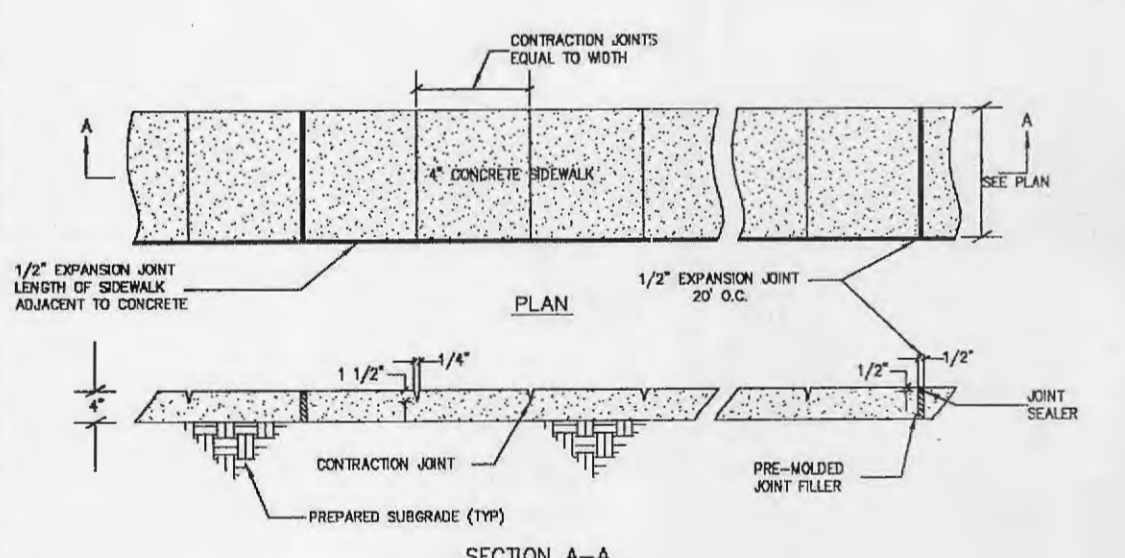 CONTRACTION JOINTS
EQUAL TO WIDTH
A
A
4" CONCRETE SIDEWALK
SEE PLAN
1/2" EXPANSION JOINT
LENGTH OF SIDEWALK
ADJACENT TO CONCRETE
1/2" EXPANSION JOINT
20' O.C.
PLAN
1 1/2"
1/4"
1/2"
1/2"
4"
JOINT
SEALER
CONTRACTION JOINT
PRE-MOLDED
JOINT FILLER
PREPARED SUBGRADE (TYP)
SECTION A-A